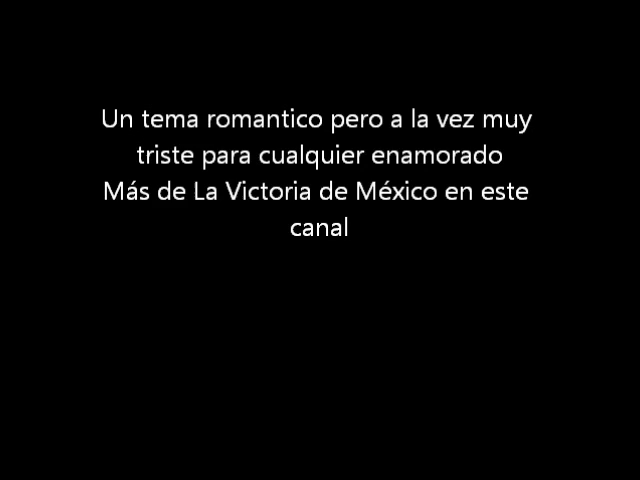 Un tema romantico pero a la vez muy
triste para cualquier enamorado
Más de La Victoria de México en este
canal